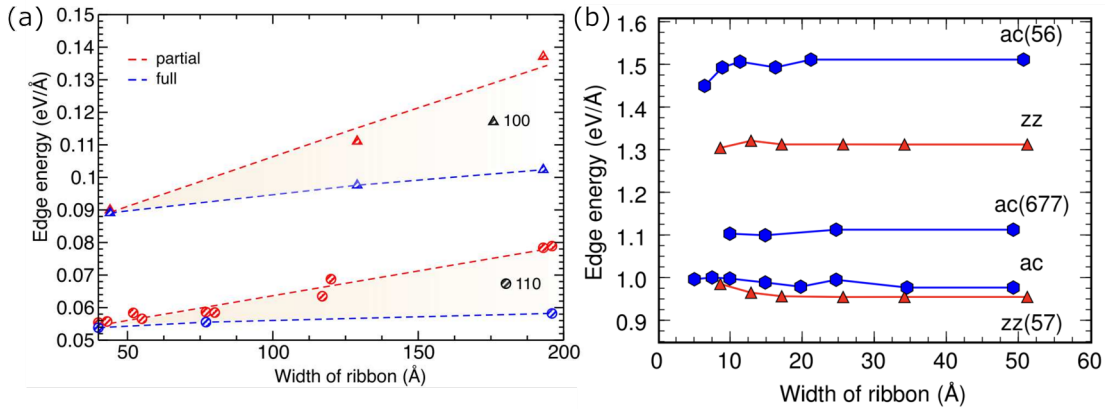 (a)
0.15
0.14
0.13
0.12
0.11
0.1
0.09
0.08
0.07
0.06
0.05
Edge energy (eV/Å)
partial
full
100
110
50
100
150
200
Width of ribbon (Å)
(b)
1.6
1.5
1.4
1.3
1.2
1.1
1.0
0.9
Edge energy (eV/Å)
ac(56)
zz
ac(677)
ac
zz(57)
0
10
20
30
40
50
60
Width of ribbon (Å)